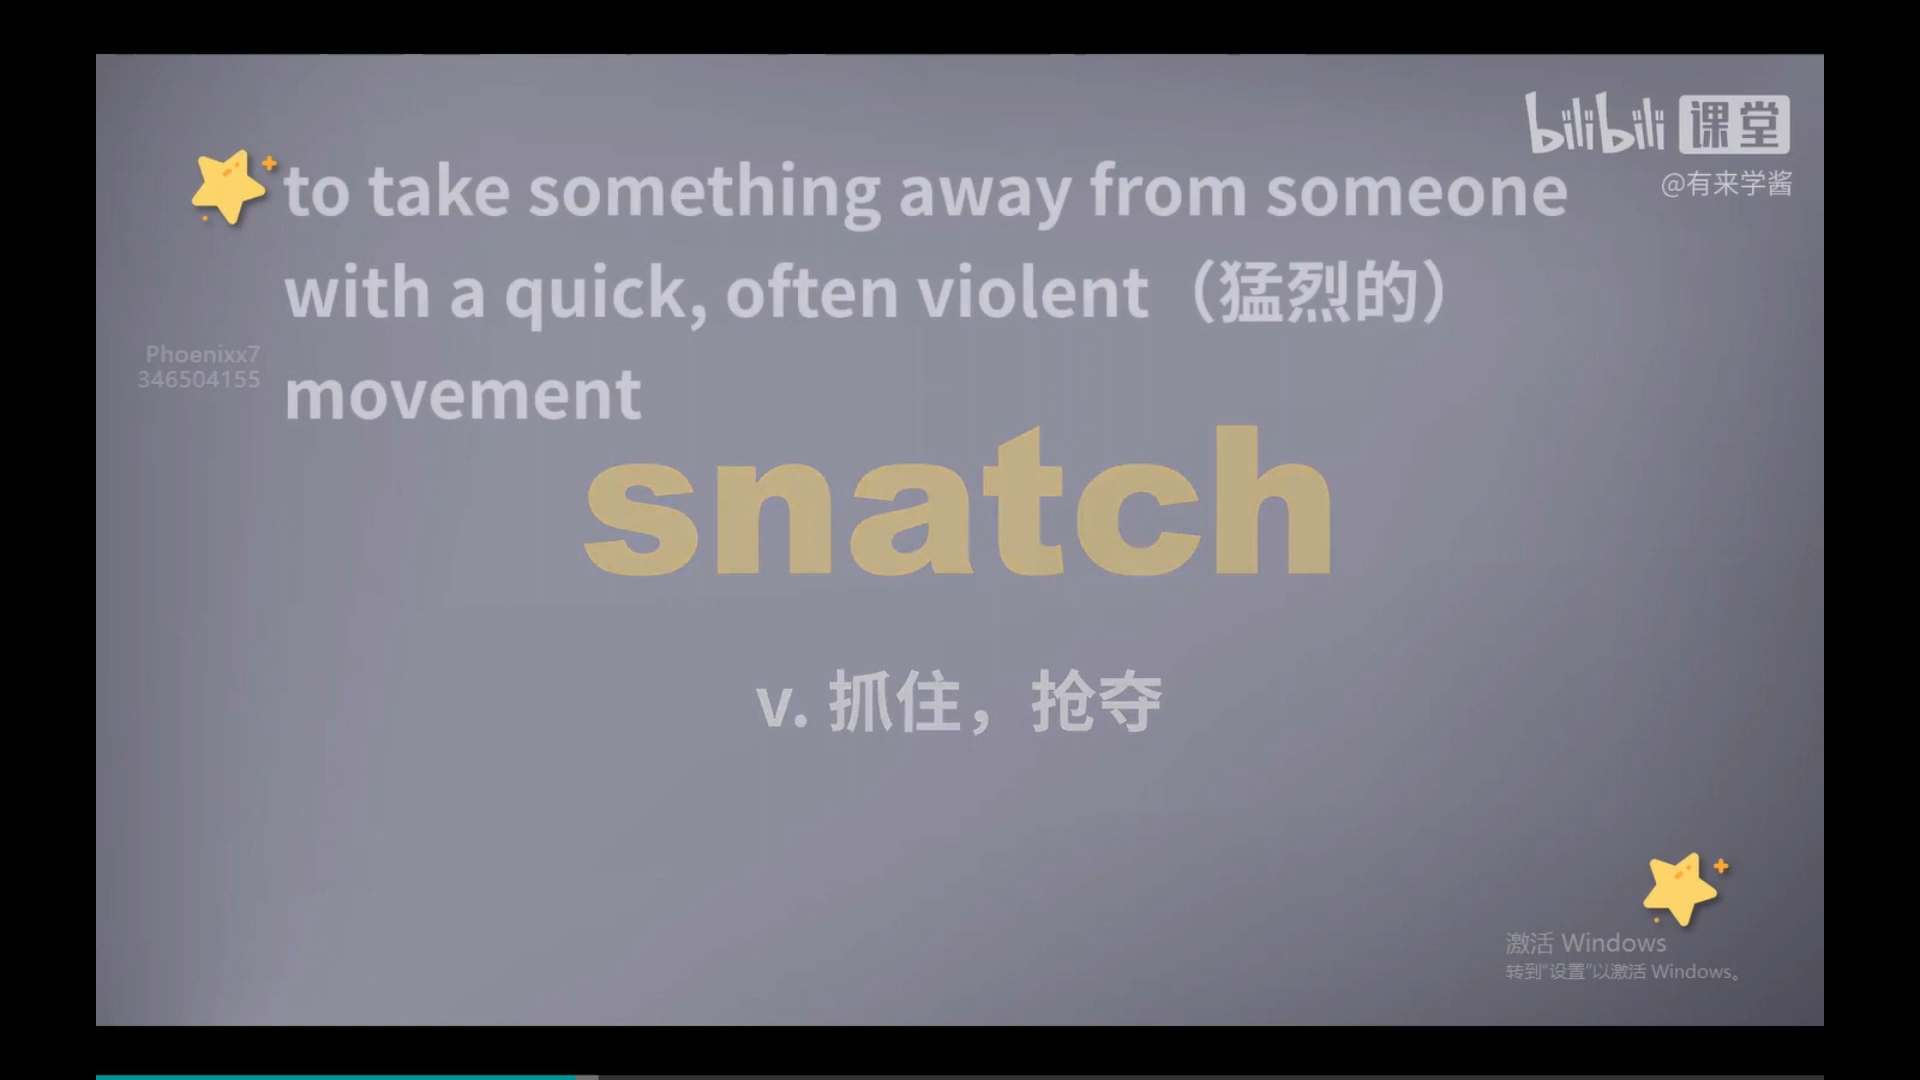 bilibili 课堂
@有来学酱
to take something away from someone
with a quick, often violent（猛烈的）
movement
Phoenixx7
346504155
snatch
v. 抓住，抢夺
激活 Windows
转到"设置"以激活 Windows。